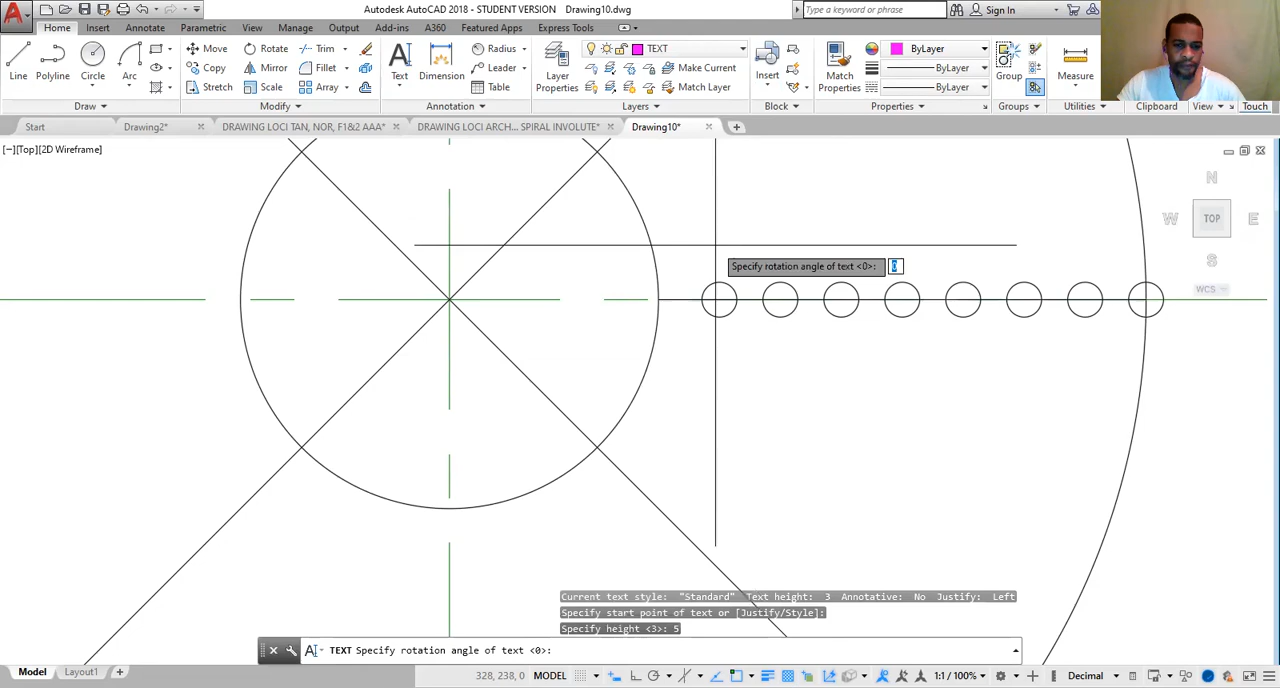 Autodesk AutoCAD 2018 - STUDENT VERSION Drawing10.dwg
Type a keyword or phrase
Sign In
Home Insert Annotate Parametric View Manage Output Add-ins A360 Featured Apps Express Tools
Line Polyline Circle Arc
Move Rotate Trim
Copy Mirror Fillet
Stretch Scale Array
Text Dimension
Radius
Leader
Table
Layer Properties
TEXT
Make Current
Match Layer
Insert
Match Properties
ByLayer
ByLayer
ByLayer
Group
Measure
Draw Modify Annotation Layers Block Properties Groups Utilities Clipboard View Touch
Start Drawing2* DRAWING LOCI TAN, NOR, F1&2 AAA* DRAWING LOCI ARCH... SPIRAL INVOLUTE* Drawing10*
[−][Top][2D Wireframe]
N
W TOP E
S
WCS
Specify rotation angle of text <0>: 0
Current text style: "Standard" Text height: 3 Annotative: No Justify: Left
Specify start point of text or [Justify/Style]:
Specify height <3>: 5
TEXT Specify rotation angle of text <0>:
Model Layout1
328, 238, 0 MODEL 1:1 / 100% Decimal